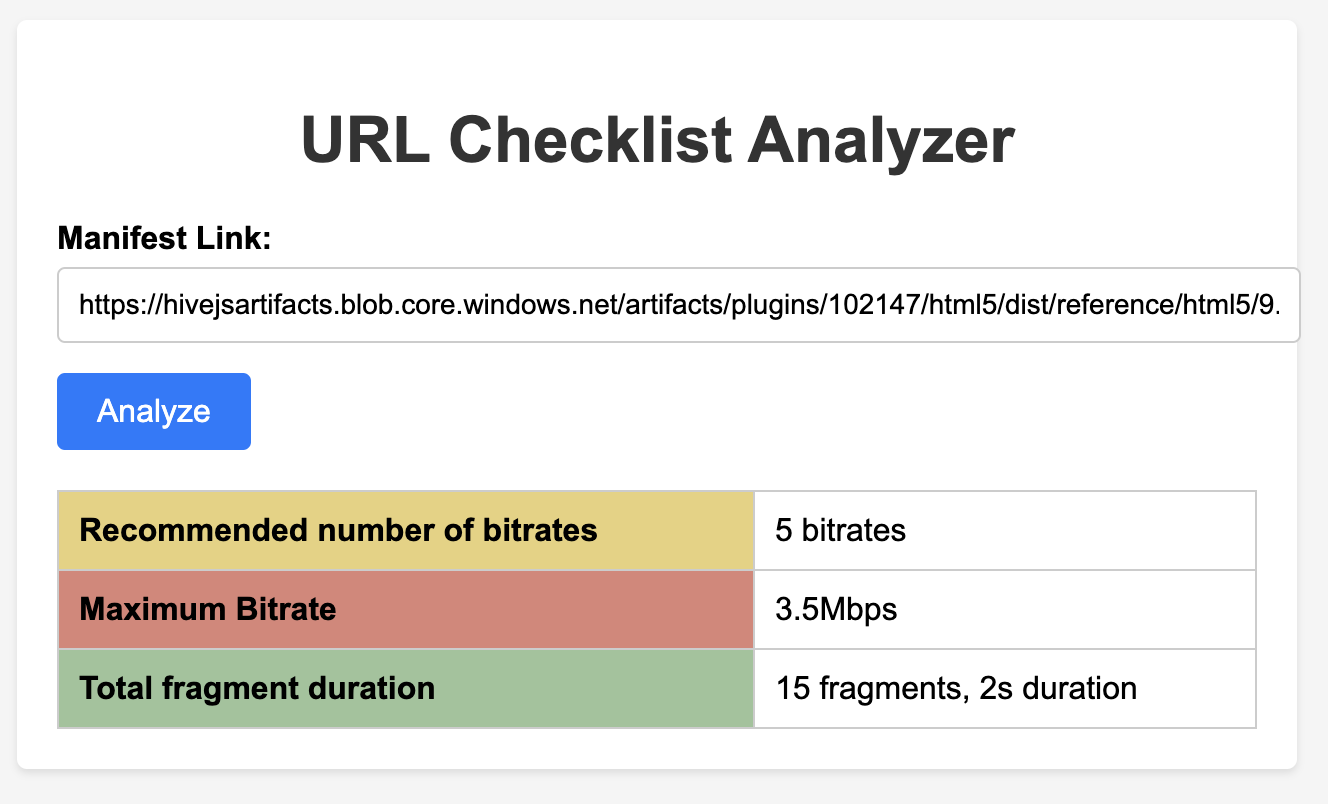 URL Checklist Analyzer
Manifest Link:
https://hivejsartifacts.blob.core.windows.net/artifacts/plugins/102147/html5/dist/reference/html5/9.
Analyze
Recommended number of bitrates 5 bitrates
Maximum Bitrate 3.5Mbps
Total fragment duration 15 fragments, 2s duration